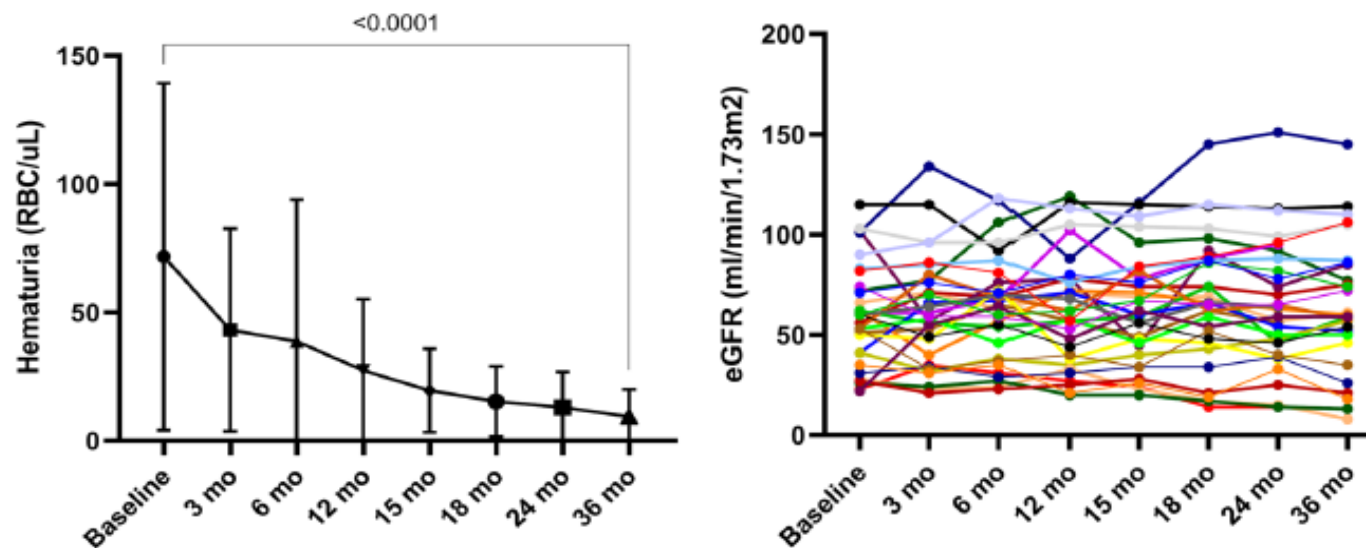 <0.0001
Hematuria (RBC/uL)
150
100
50
0
Baseline
3 mo
6 mo
12 mo
15 mo
18 mo
24 mo
36 mo
eGFR (ml/min/1.73m2)
200
150
100
50
0
Baseline
3 mo
6 mo
12 mo
15 mo
18 mo
24 mo
36 mo